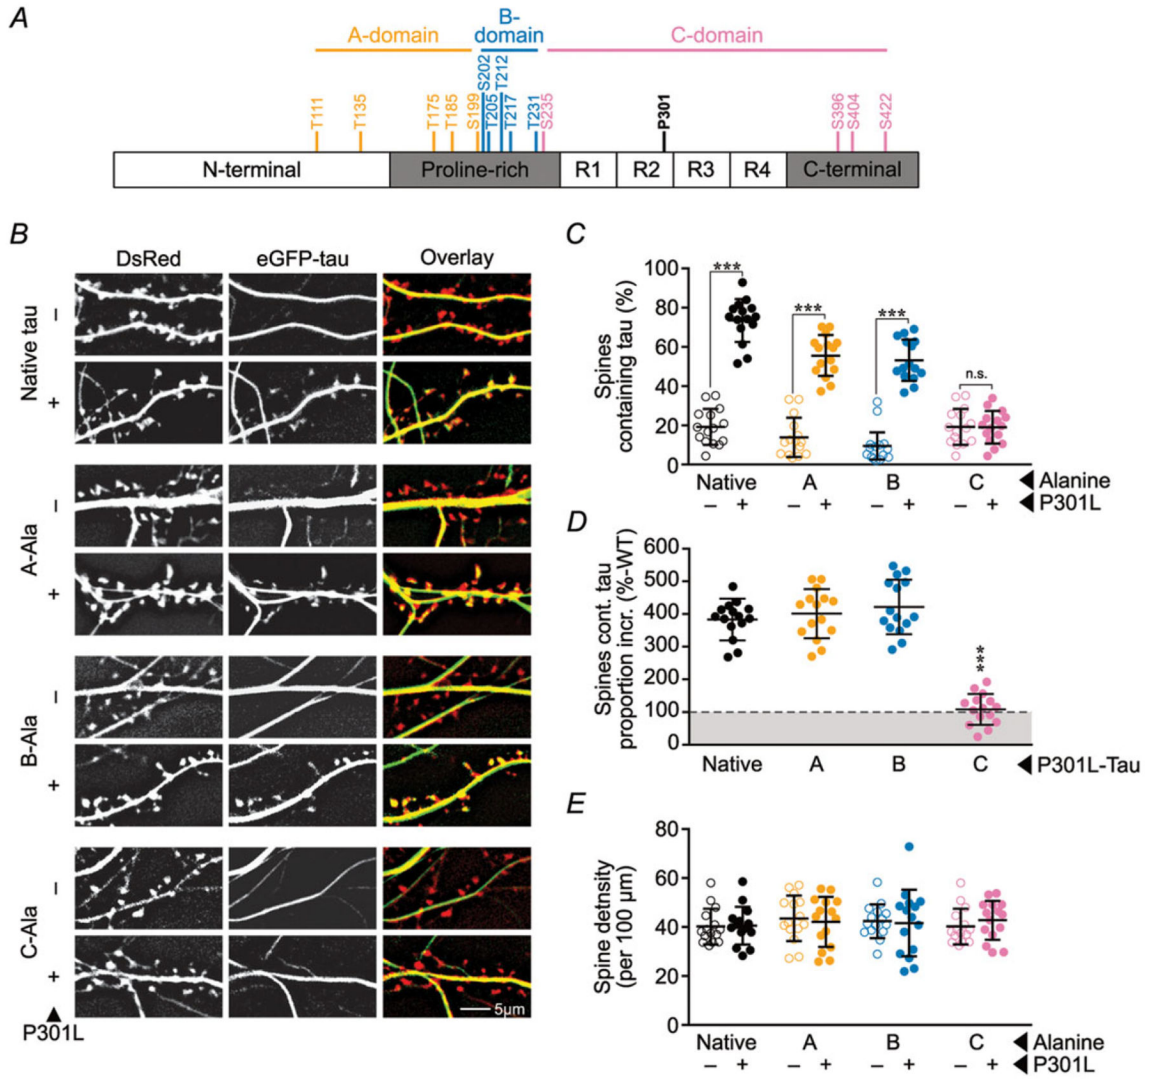 A
A-domain
B-
domain
C-domain
T111
T135
T175
T185
S199
S202
T205
T212
T217
T231
S235
P301
S396
S404
S422
N-terminal
Proline-rich
R1
R2
R3
R4
C-terminal
B
DsRed
eGFP-tau
Overlay
Native tau
–
+
A-Ala
–
+
B-Ala
–
+
C-Ala
–
+
5µm
P301L
C
Spines
containing tau (%)
100
80
60
40
20
0
***
***
***
n.s.
Native A B C Alanine
– + – + – + – + P301L
D
Spines cont. tau
proportion incr. (%-WT)
600
500
400
300
200
100
0
***
Native A B C P301L-Tau
E
Spine detnsity
(per 100 µm)
80
60
40
20
0
Native A B C Alanine
– + – + – + – + P301L